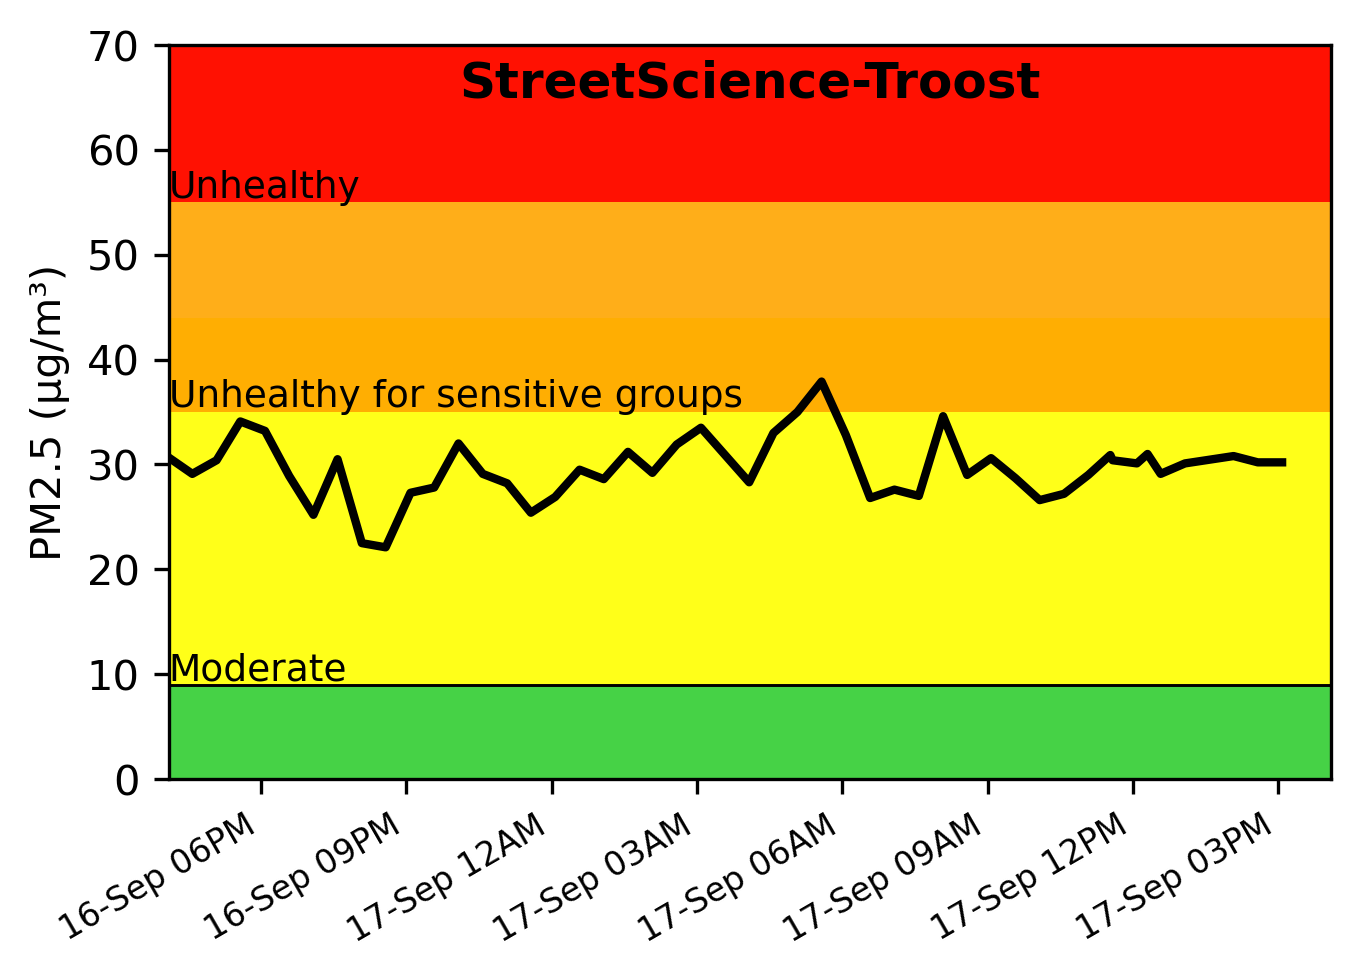 StreetScience-Troost
70
60
Unhealthy
50
40
Unhealthy for sensitive groups
30
20
Moderate
10
0
PM2.5 (µg/m³)
16-Sep 06PM
16-Sep 09PM
17-Sep 12AM
17-Sep 03AM
17-Sep 06AM
17-Sep 09AM
17-Sep 12PM
17-Sep 03PM